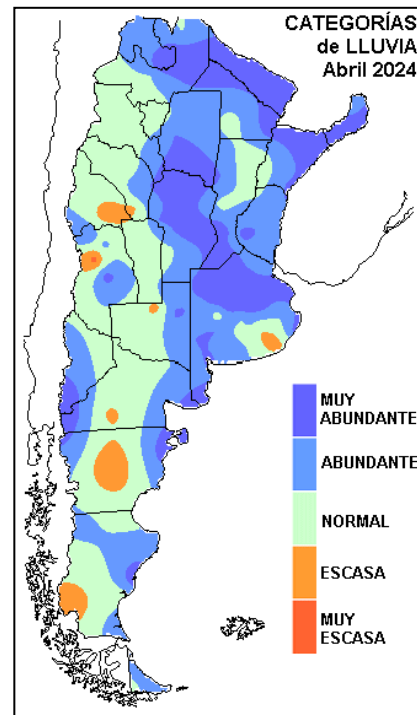 CATEGORÍAS
de LLUVIA
Abril 2024
MUY
ABUNDANTE
ABUNDANTE
NORMAL
ESCASA
MUY
ESCASA